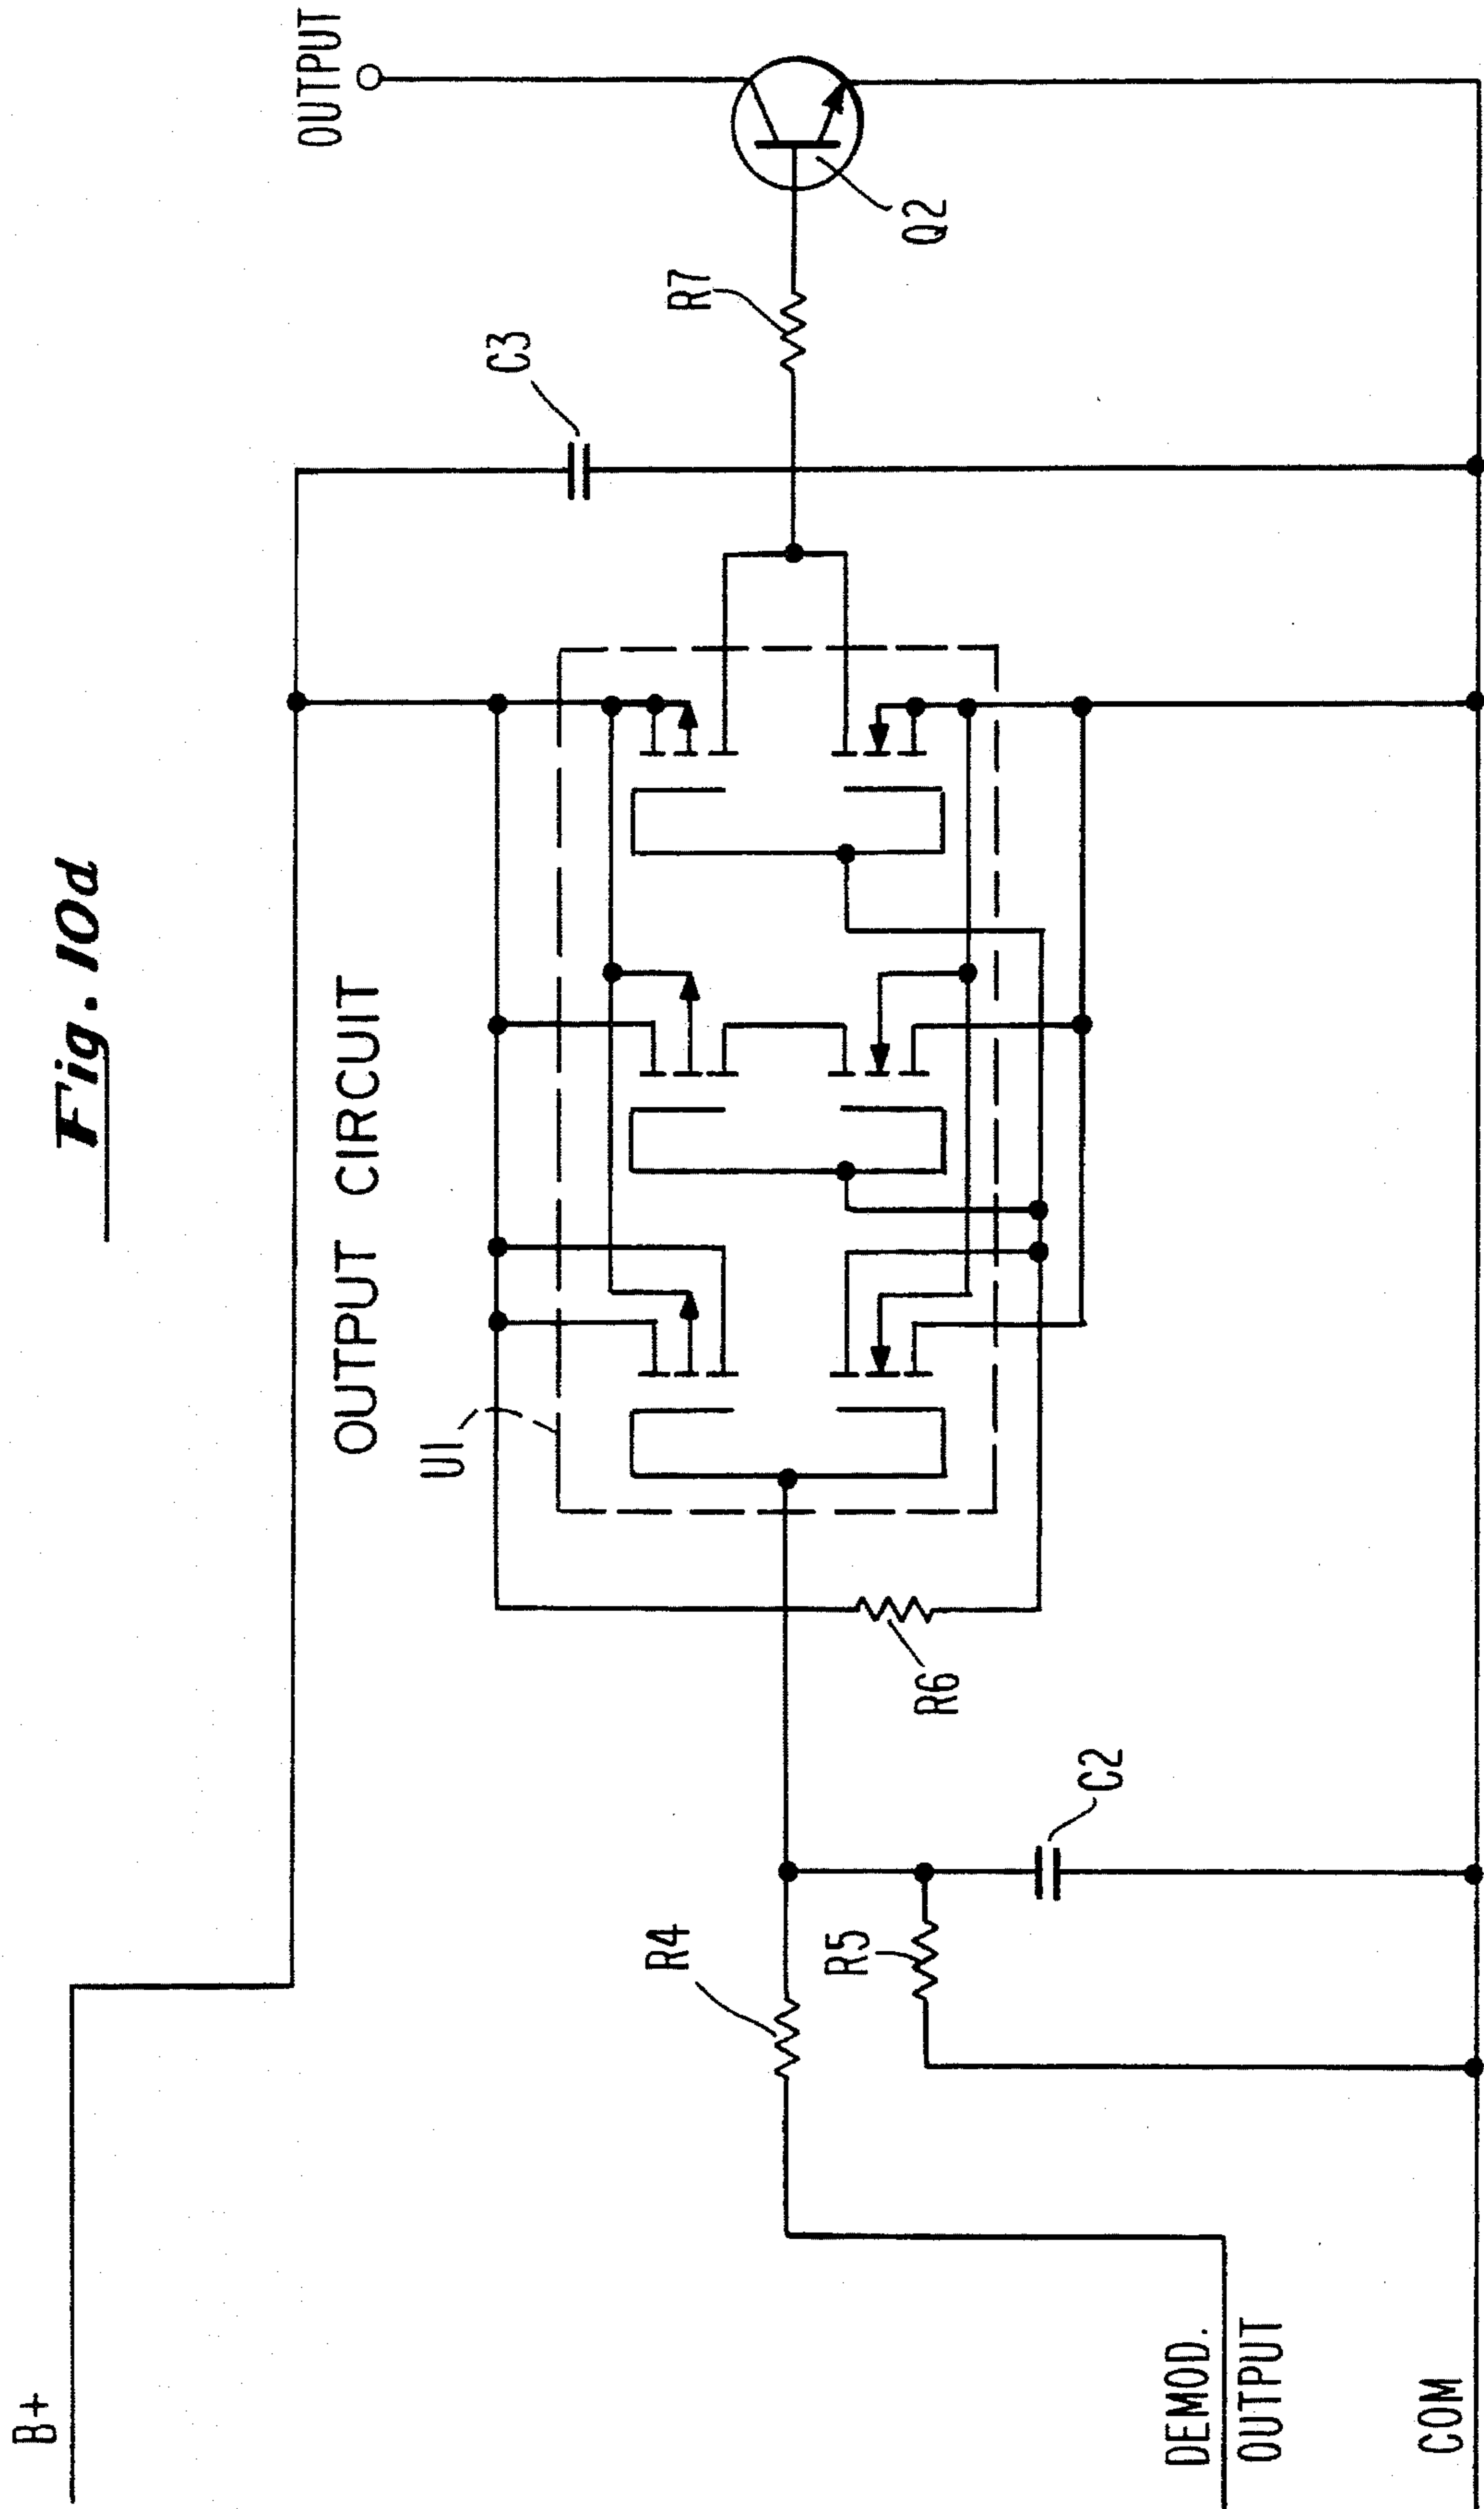 Fig. 10d
B+
OUTPUT CIRCUIT
OUTPUT
C3
U1
R7
R4
R5
R6
Q2
C2
DEMOD.
OUTPUT
COM